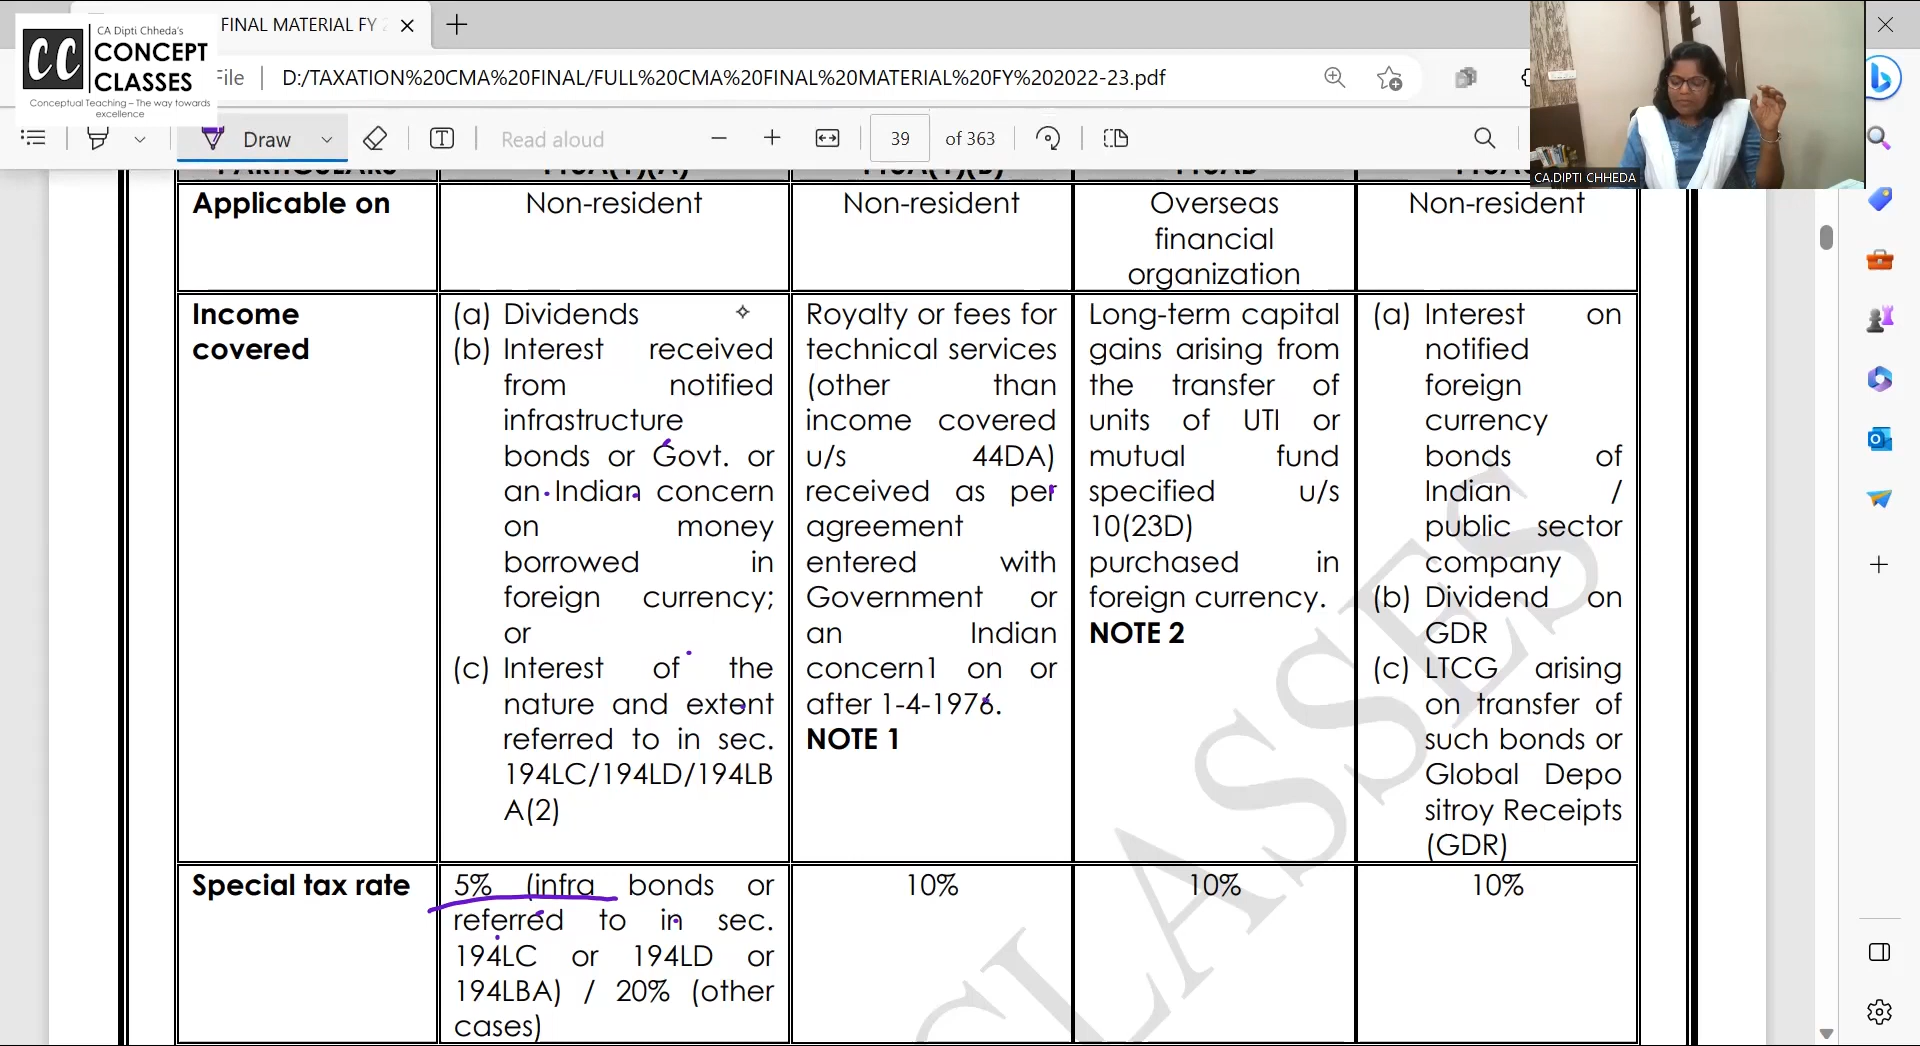 CA Dipti Chheda's
CC CONCEPT
CLASSES
Conceptual Teaching – The way towards
excellence
FINAL MATERIAL FY 2
File
D:/TAXATION%20CMA%20FINAL/FULL%20CMA%20FINAL%20MATERIAL%20FY%202022-23.pdf
Draw
Read aloud
39 of 363
CA.DIPTI CHHEDA
PARTICULARS
Applicable on
Non-resident
Non-resident
Overseas
financial
organization
Non-resident
Income
covered
(a) Dividends
(b) Interest received
from notified
infrastructure
bonds or Govt. or
an Indian concern
on money
borrowed in
foreign currency;
or
(c) Interest of the
nature and extent
referred to in sec.
194LC/194LD/194LB
A(2)
Royalty or fees for
technical services
(other than
income covered
u/s 44DA)
received as per
agreement
entered with
Government or
an Indian
concern1 on or
after 1-4-1976.
NOTE 1
Long-term capital
gains arising from
the transfer of
units of UTI or
mutual fund
specified u/s
10(23D)
purchased in
foreign currency.
NOTE 2
(a) Interest on
notified
foreign
currency
bonds of
Indian /
public sector
company
(b) Dividend on
GDR
(c) LTCG arising
on transfer of
such bonds or
Global Depo
sitroy Receipts
(GDR)
Special tax rate
5% (infra bonds or
referred to in sec.
194LC or 194LD or
194LBA) / 20% (other
cases)
10%
10%
10%
CLASSES